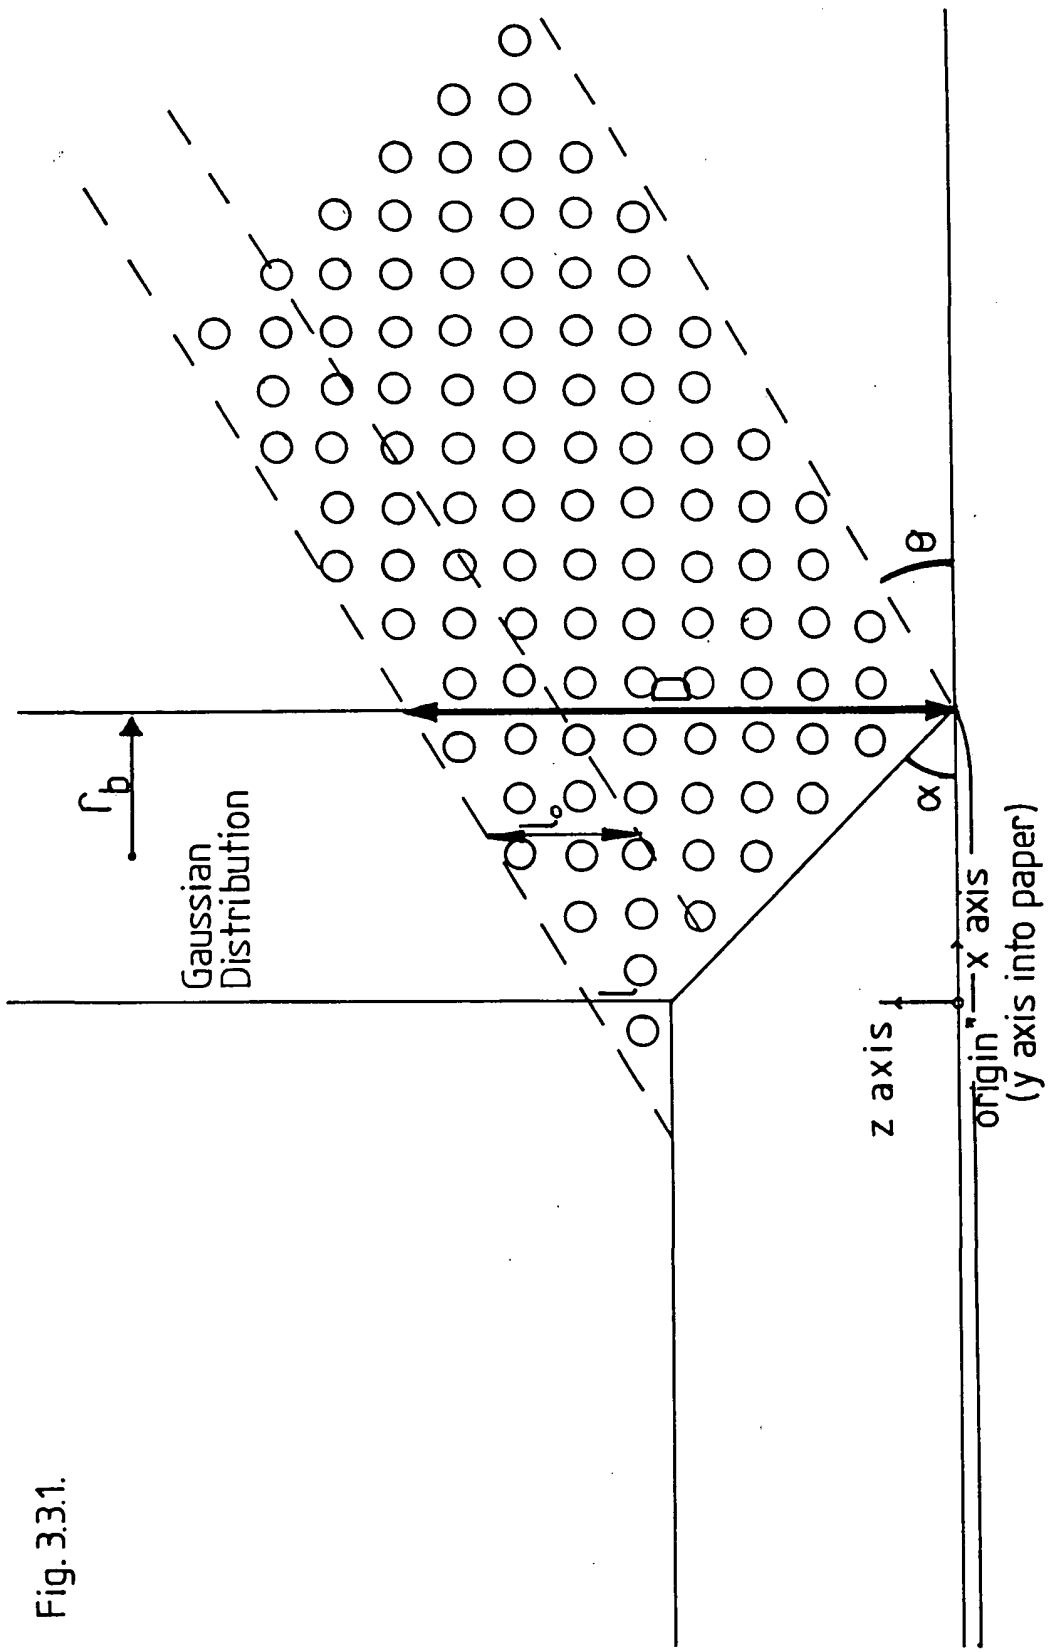 Fig. 3.3.1.
r_b
Gaussian
Distribution
l_o
l
D
θ
α
z axis
origin
x axis
(y axis into paper)